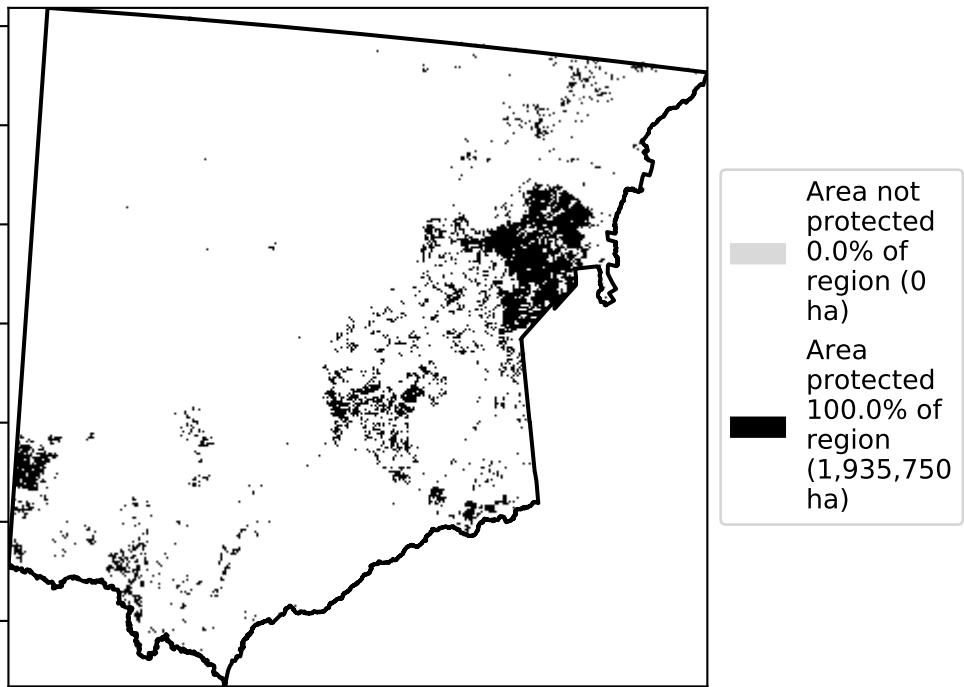 Area not
protected
0.0% of
region (0
ha)
Area
protected
100.0% of
region
(1,935,750
ha)